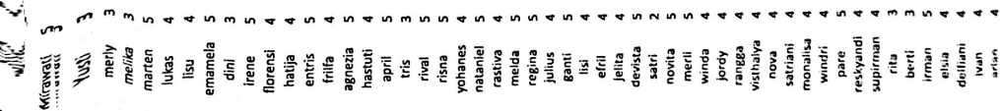 Mirawati 5
Yusti 3
merly 3
melika 3
marten 5
lukas 4
lisu 4
emamela 5
dini 3
irene 5
florensi 4
hatija 4
entris 5
frilfa 4
agnezia 5
hastuti 4
april 5
tris 3
rival 5
risna 5
yohanes 4
nataniel 5
rastiva 4
melda 5
regina 5
julius 4
ganti 5
lisi 4
efril 4
jelita 4
devista 5
satri 2
novita 5
merli 5
winda 4
jordy 4
rangga 4
visthalya 4
nova 4
satriani 4
monalisa 4
windri 4
pare 5
reskyandi 4
supirman 4
rita 3
berti 3
irman 5
elsia 4
delfiani 4
ivan 4
4